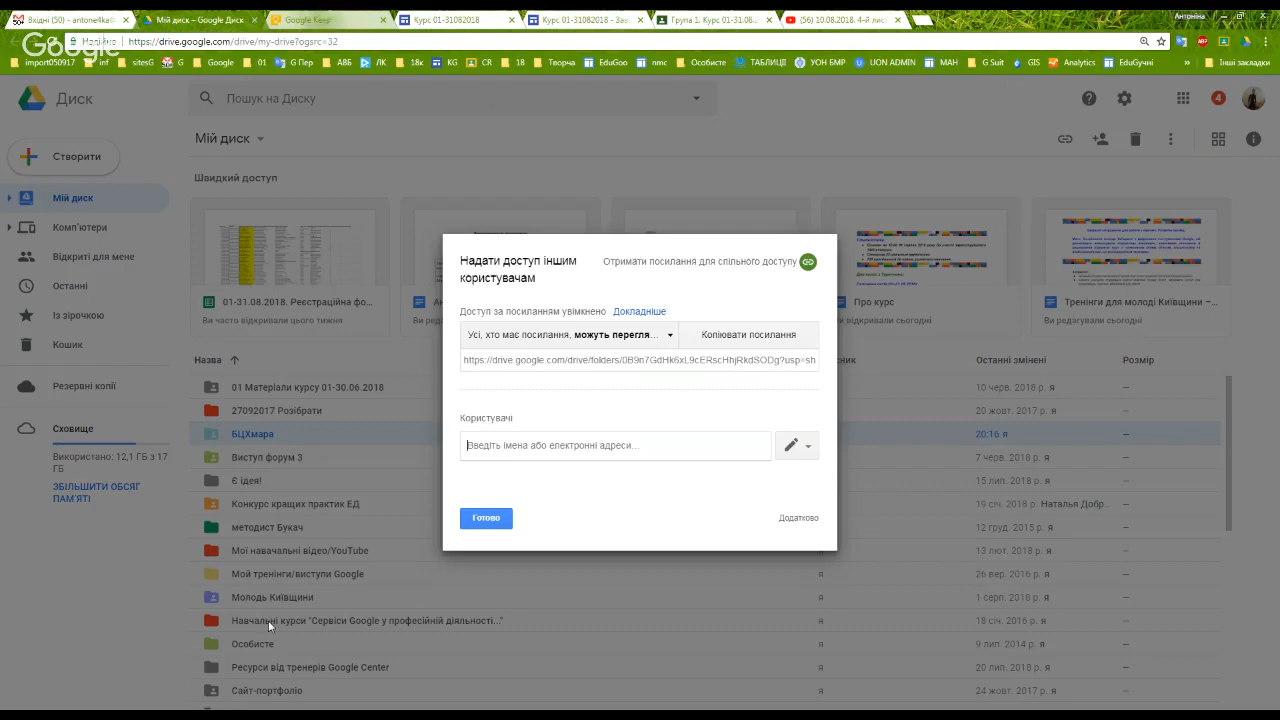 Вхідні (50) - antone4ka@
Мій диск – Google Диск
Google Keep
Курс 01-31082018
Курс 01-31082018 - Зав
Група 1. Курс 01-31.08
(56) 10.08.2018. 4-й лис
Антоніна
Google
https://drive.google.com/drive/my-drive?ogsrc=32
import050917
inf
sitesG
G
Google
01
G Пер
АВБ
ЛК
18к
KG
CR
18
Творча
EduGoo
nmc
Особисте
ТАБЛИЦІ
УОН БМР
UON ADMIN
МАН
G Suit
GIS
Analytics
EduGyчні
»
Інші закладки
Диск
Пошук на Диску
4
Мій диск
Створити
Швидкий доступ
Мій диск
Комп'ютери
Відкриті для мене
Останні
Із зірочкою
Кошик
Резервні копії
Сховище
Використано: 12,1 ГБ з 17
ГБ
ЗБІЛЬШИТИ ОБСЯГ
ПАМ'ЯТІ
01-31.08.2018. Реєстраційна фо...
Ви часто відкривали цього тижня
Про курс
відкривали сьогодні
Тренінги для молоді Київщини –...
Ви редагували сьогодні
Надати доступ іншим
користувачам
Отримати посилання для спільного доступу
Доступ за посиланням увімкнено Докладніше
Усі, хто має посилання, можуть перегля...
Копіювати посилання
https://drive.google.com/drive/folders/0B9n7GdHk6xL9cERscHhjRkdSODg?usp=sh
Користувачі
Введіть імена або електронні адреси...
Готово
Додатково
Назва
Останні зміни
Розмір
01 Матеріали курсу 01-30.06.2018
10 черв. 2018 р. я
—
27092017 Розібрати
20 жовт. 2017 р. я
—
БЦХмара
20:16 я
—
Виступ форум 3
7 черв. 2018 р. я
—
Є ідея!
15 лип. 2018 р. я
—
Конкурс кращих практик ЕД
19 січ. 2018 р. Наталья Добр...
—
методист Букач
12 груд. 2015 р. я
—
Мої навачальні відео/YouTube
13 лют. 2018 р. я
—
Мой тренінги/виступи Google
я
26 вер. 2016 р. я
—
Молодь Київщини
я
1 серп. 2018 р. я
—
Навчальні курси "Сервіси Google у професійній діяльності..."
я
18 січ. 2016 р. я
—
Особисте
я
9 лип. 2014 р. я
—
Ресурси від тренерів Google Center
я
20 лип. 2018 р. я
—
Сайт-портфоліо
я
24 жовт. 2017 р. я
—